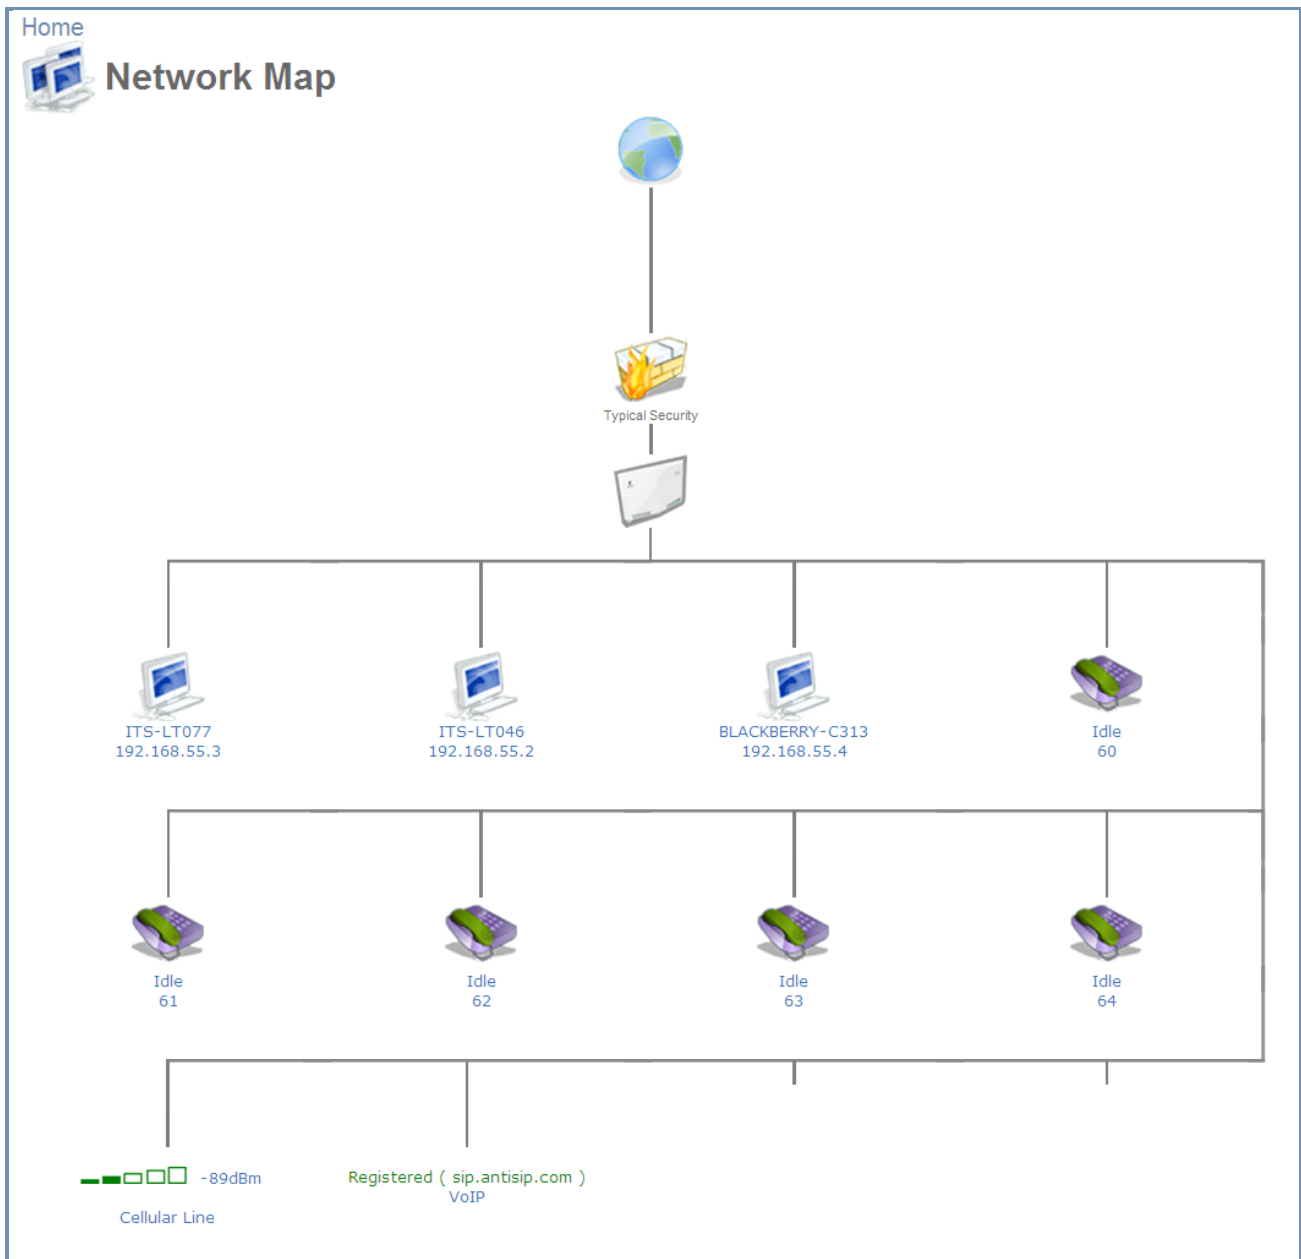 Home
Network Map
Typical Security
ITS-LT077
192.168.55.3
ITS-LT046
192.168.55.2
BLACKBERRY-C313
192.168.55.4
Idle
60
Idle
61
Idle
62
Idle
63
Idle
64
-89dBm
Cellular Line
Registered ( sip.antisip.com )
VoIP